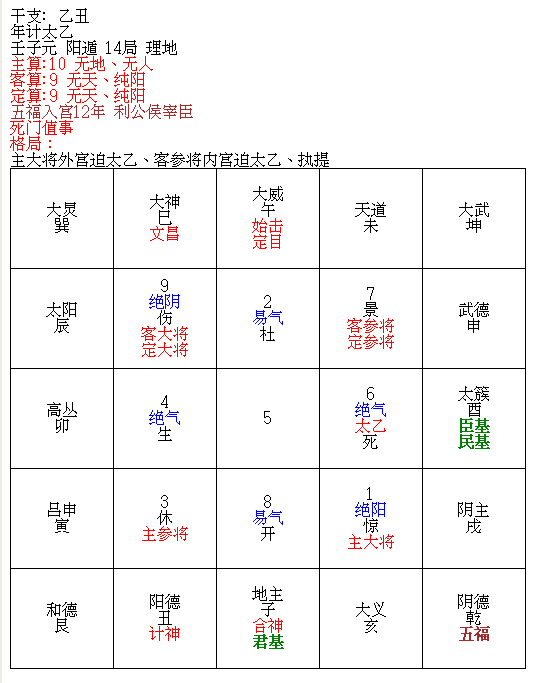 干支: 乙丑
年计太乙
壬子元 阳遁 14局 理地
主算:10 无地、无人
客算:9 无天、纯阳
定算:9 无天、纯阳
五福入宫12年 利公侯宰臣
死门值事
格局：
主大将外宫迫太乙、客参将内宫迫太乙、执提
大炅
巽
大神
巳
文昌
大威
午
始击
定目
天道
未
大武
坤
太阳
辰
9
绝阴
伤
客大将
定大将
2
易气
杜
7
景
客参将
定参将
武德
申
高丛
卯
4
绝气
生
5
6
绝气
太乙
死
太簇
酉
臣基
民基
吕申
寅
3
休
主参将
8
易气
开
1
绝阳
惊
主大将
阴主
戌
和德
艮
阳德
丑
计神
地主
子
合神
君基
大义
亥
阴德
乾
五福